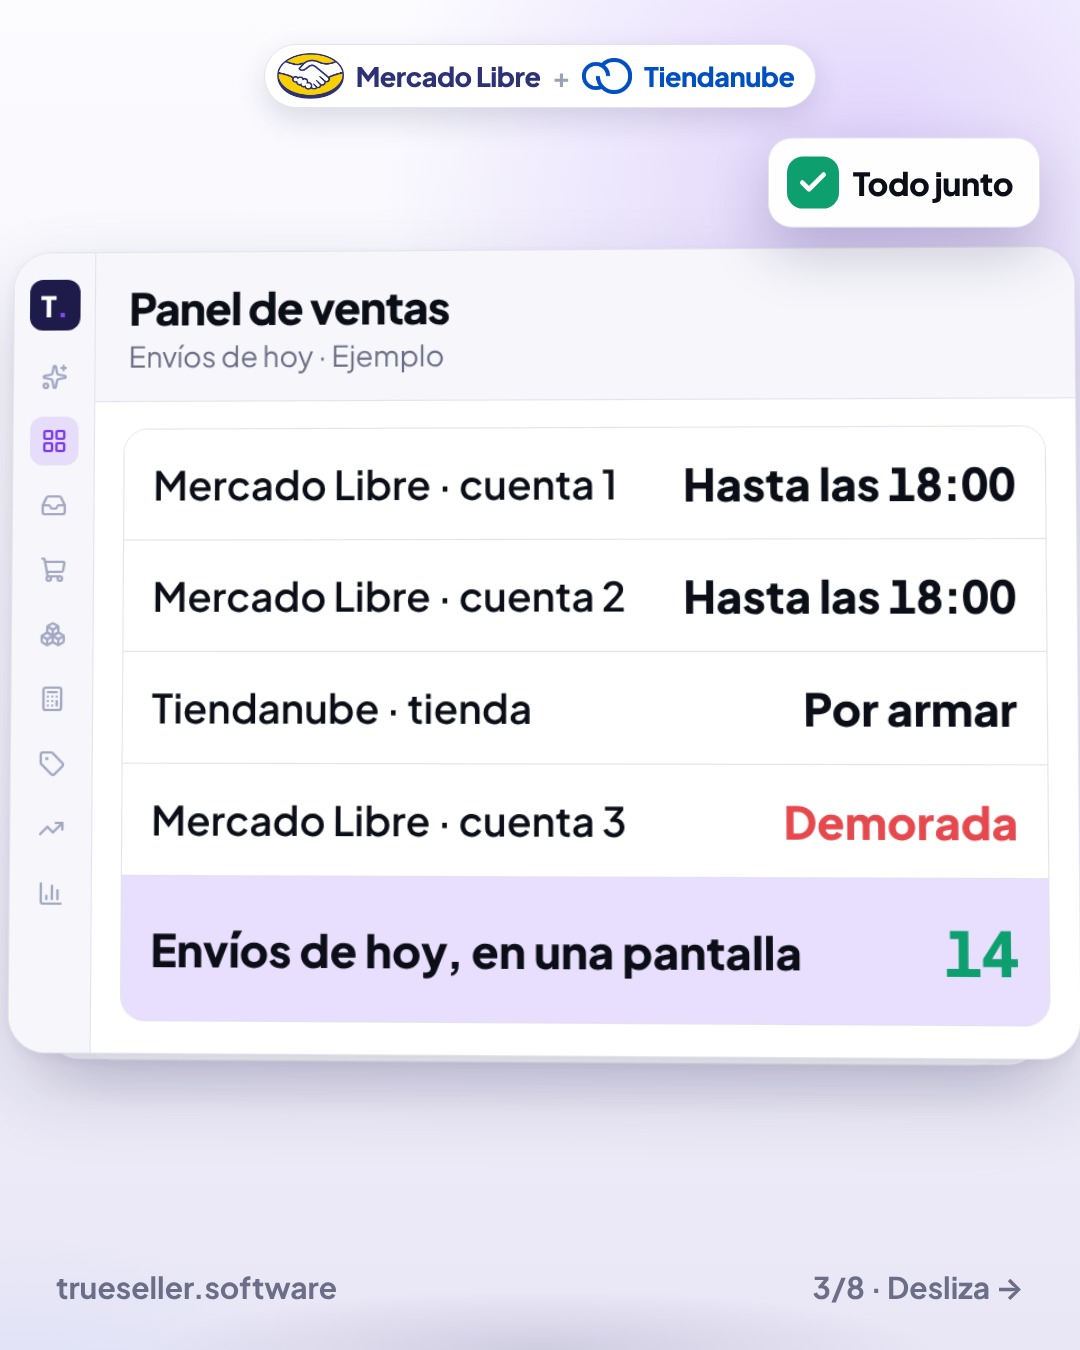 Mercado Libre + Tiendanube
Todo junto
T.
Panel de ventas
Envíos de hoy · Ejemplo
Mercado Libre · cuenta 1 Hasta las 18:00
Mercado Libre · cuenta 2 Hasta las 18:00
Tiendanube · tienda Por armar
Mercado Libre · cuenta 3 Demorada
Envíos de hoy, en una pantalla 14
trueseller.software 3/8 · Desliza →